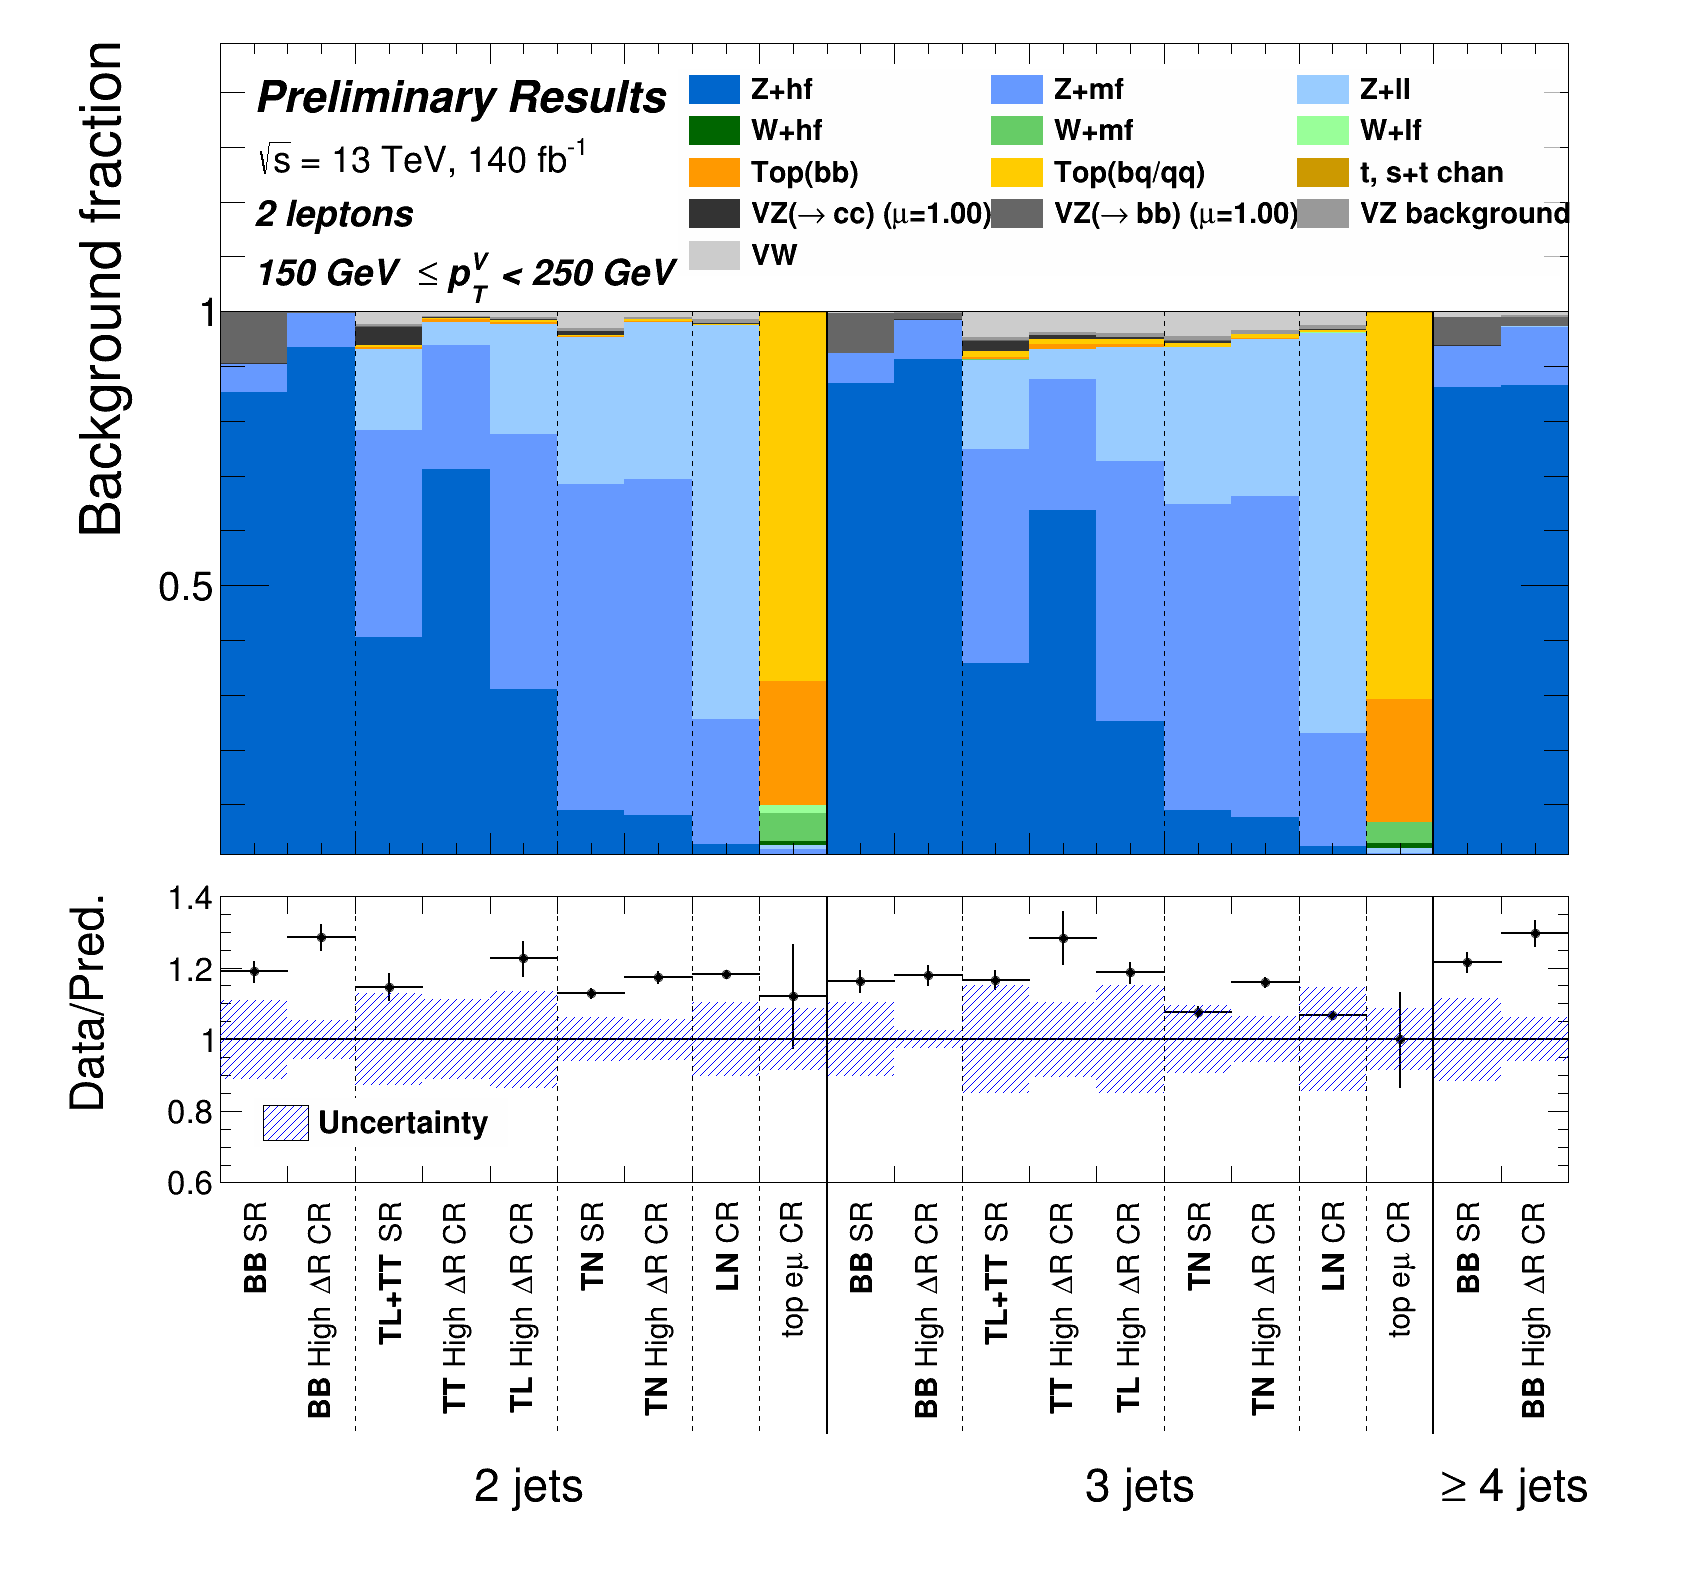 Background fraction
Preliminary Results
√s = 13 TeV, 140 fb⁻¹
2 leptons
150 GeV ≤ p_T^V < 250 GeV
Z+hf Z+mf Z+ll
W+hf W+mf W+lf
Top(bb) Top(bq/qq) t, s+t chan
VZ(→ cc) (μ=1.00) VZ(→ bb) (μ=1.00) VZ background
VW
1
0.5
Data/Pred.
1.4
1.2
1
0.8
0.6
Uncertainty
BB SR
BB High ΔR CR
TL+TT SR
TT High ΔR CR
TL High ΔR CR
TN SR
TN High ΔR CR
LN CR
top eμ CR
BB SR
BB High ΔR CR
TL+TT SR
TT High ΔR CR
TL High ΔR CR
TN SR
TN High ΔR CR
LN CR
top eμ CR
BB SR
BB High ΔR CR
2 jets
3 jets
≥ 4 jets